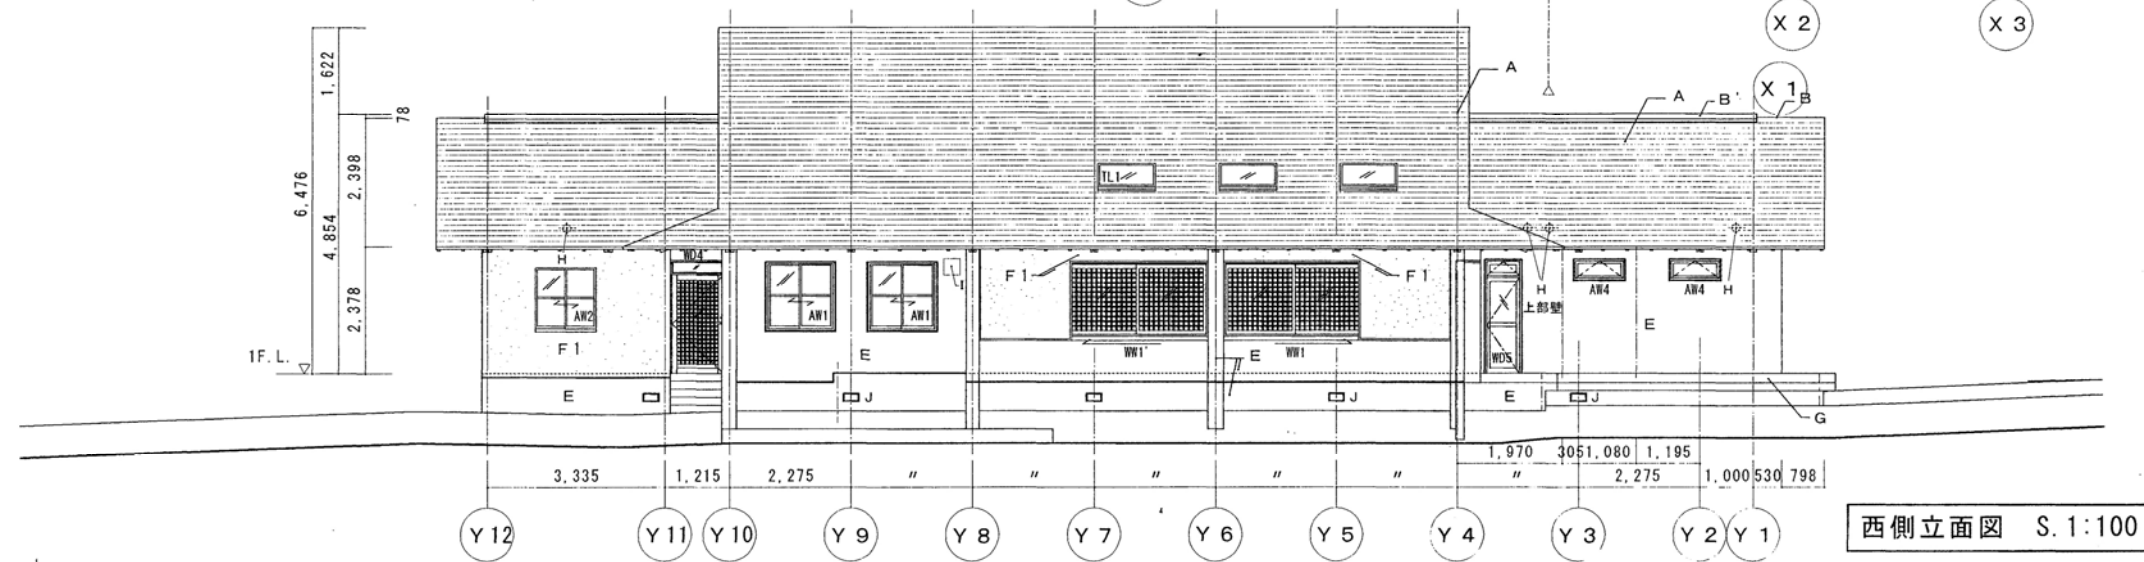 X 2
X 3
X 1
A
A
B'
B
1,622
78
2,398
6,476
4,854
2,378
TL1
H
WD4
I
F1
F1
H
上部壁
AW4
AW4
H
AW2
AW1
AW1
F1
E
WW1'
E
WW1
WD5
E
1F.L.
E
J
J
E
J
G
1,970
305
1,080
1,195
3,335
1,215
2,275
〃
〃
〃
〃
〃
〃
2,275
1,000
530
798
Y 12
Y 11
Y 10
Y 9
Y 8
Y 7
Y 6
Y 5
Y 4
Y 3
Y 2
Y 1
西側立面図 S.1:100